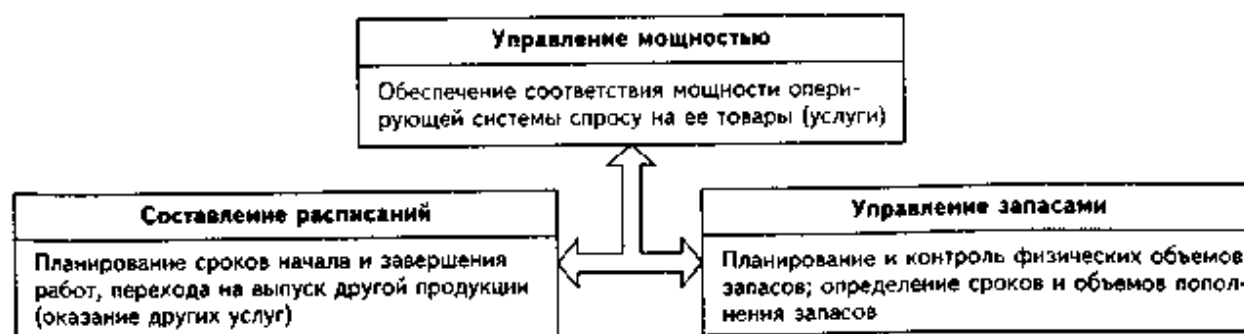 Управление мощностью
Обеспечение соответствия мощности опери-
рующей системы спросу на ее товары (услуги)
Составление расписаний
Планирование сроков начала и завершения
работ, перехода на выпуск другой продукции
(оказание других услуг)
Управление запасами
Планирование и контроль физических объемов
запасов; определение сроков и объемов попол-
нения запасов